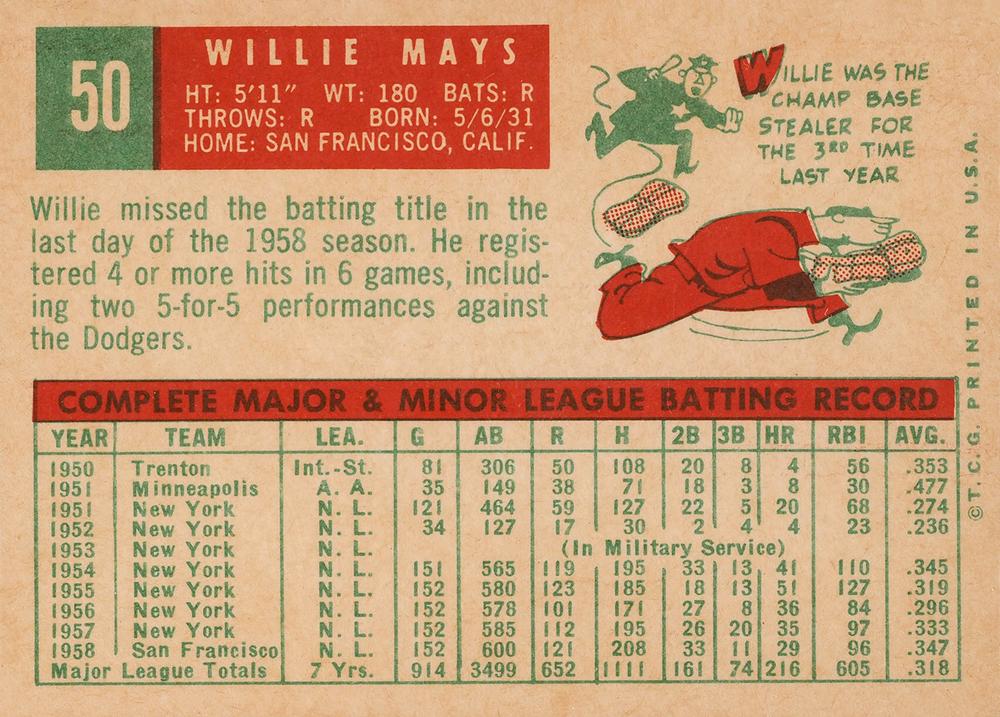 50
WILLIE MAYS
HT: 5'11" WT: 180 BATS: R
THROWS: R BORN: 5/6/31
HOME: SAN FRANCISCO, CALIF.
WILLIE WAS THE
CHAMP BASE
STEALER FOR
THE 3RD TIME
LAST YEAR
Willie missed the batting title in the
last day of the 1958 season. He regis-
tered 4 or more hits in 6 games, includ-
ing two 5-for-5 performances against
the Dodgers.
COMPLETE MAJOR & MINOR LEAGUE BATTING RECORD
YEAR TEAM LEA. G AB R H 2B 3B HR RBI AVG.
1950 Trenton Int.-St. 81 306 50 108 20 8 4 56 .353
1951 Minneapolis A. A. 35 149 38 71 18 3 8 30 .477
1951 New York N. L. 121 464 59 127 22 5 20 68 .274
1952 New York N. L. 34 127 17 30 2 4 4 23 .236
1953 New York N. L. (In Military Service)
1954 New York N. L. 151 565 119 195 33 13 41 110 .345
1955 New York N. L. 152 580 123 185 18 13 51 127 .319
1956 New York N. L. 152 578 101 171 27 8 36 84 .296
1957 New York N. L. 152 585 112 195 26 20 35 97 .333
1958 San Francisco N. L. 152 600 121 208 33 11 29 96 .347
Major League Totals 7 Yrs. 914 3499 652 1111 161 74 216 605 .318
©T. C. G. PRINTED IN U.S.A.